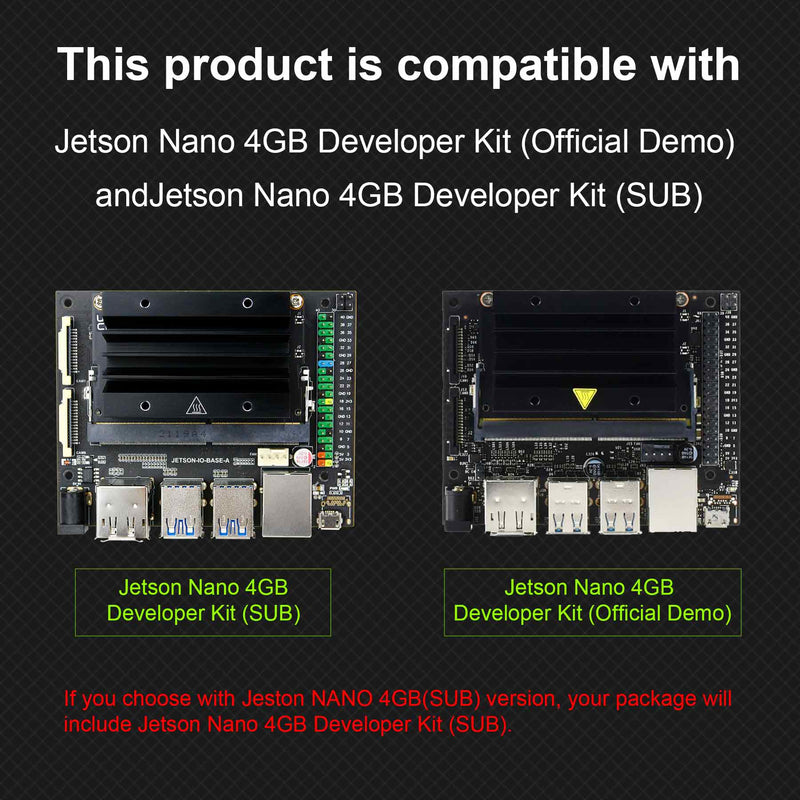 This product is compatible with
Jetson Nano 4GB Developer Kit (Official Demo)
andJetson Nano 4GB Developer Kit (SUB)
JETSON-IO-BASE-A
Jetson Nano 4GB
Developer Kit (SUB)
Jetson Nano 4GB
Developer Kit (Official Demo)
If you choose with Jeston NANO 4GB(SUB) version, your package will
include Jetson Nano 4GB Developer Kit (SUB).